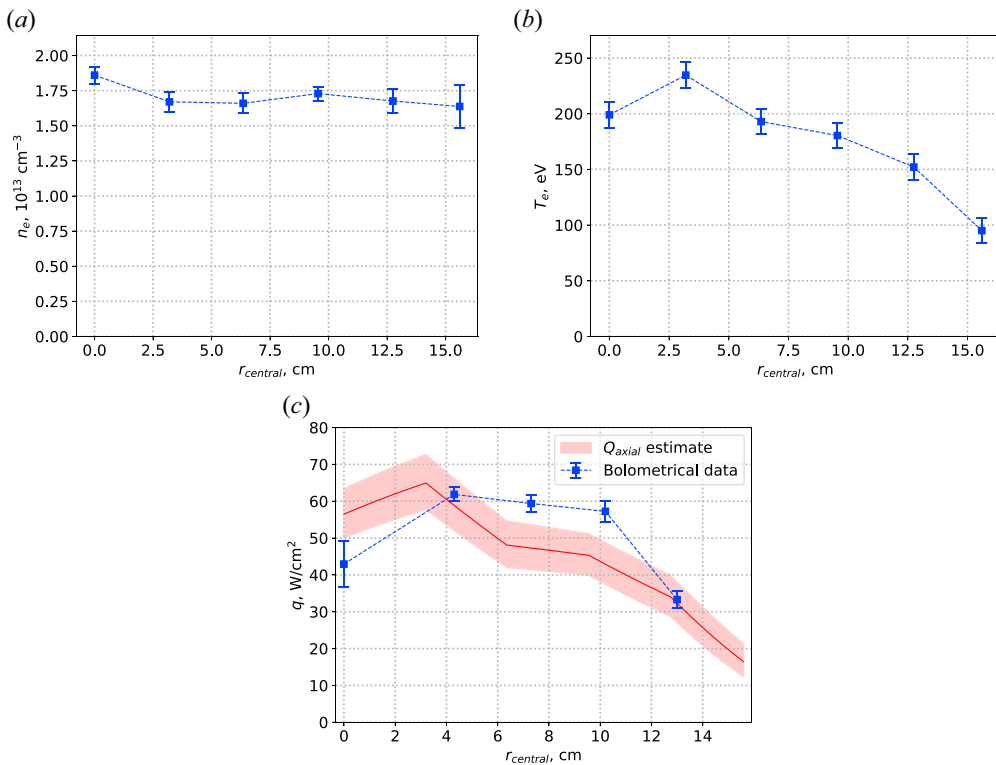 (a)
2.00
1.75
1.50
1.25
1.00
0.75
0.50
0.25
0.00
n_e, 10^13 cm^−3
0.0 2.5 5.0 7.5 10.0 12.5 15.0
r_central, cm
(b)
250
200
150
100
50
0
T_e, eV
0.0 2.5 5.0 7.5 10.0 12.5 15.0
r_central, cm
(c)
80
70
60
50
40
30
20
10
0
q, W/cm^2
Q_axial estimate
Bolometrical data
0 2 4 6 8 10 12 14
r_central, cm